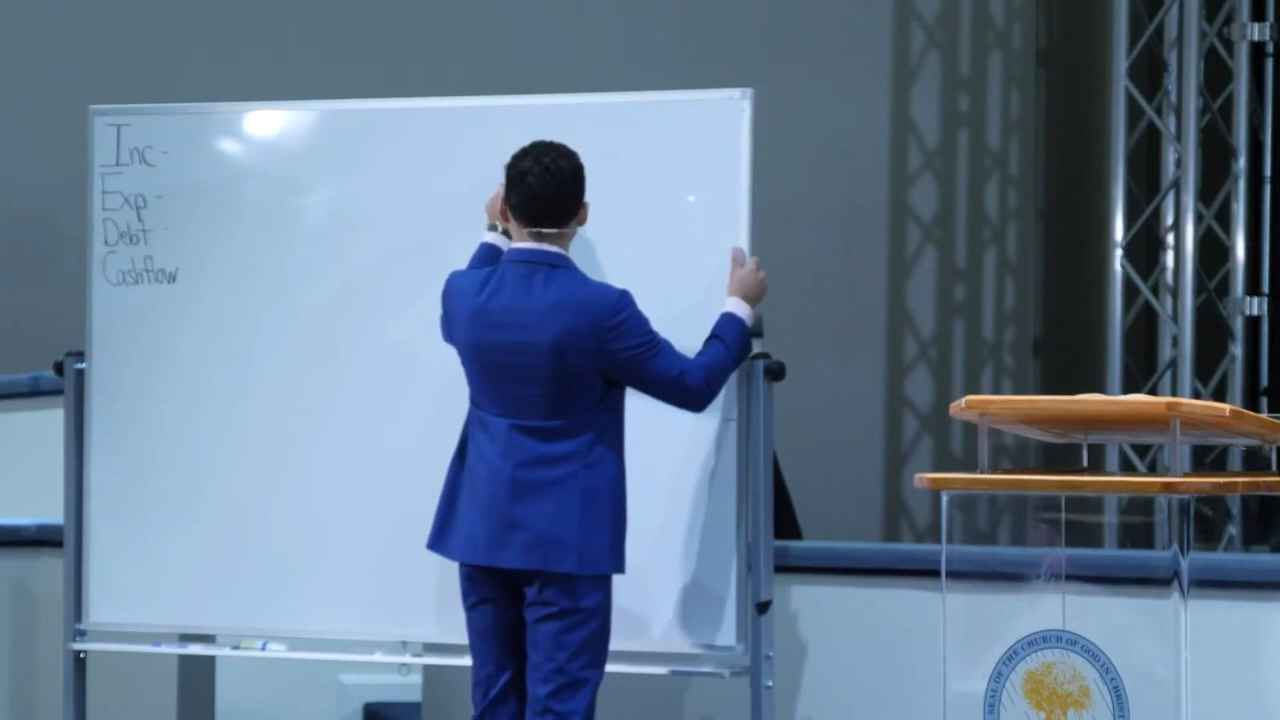 Inc -
Exp -
Debt -
Cashflow
SEAL OF THE CHURCH OF GOD IN CHRIST